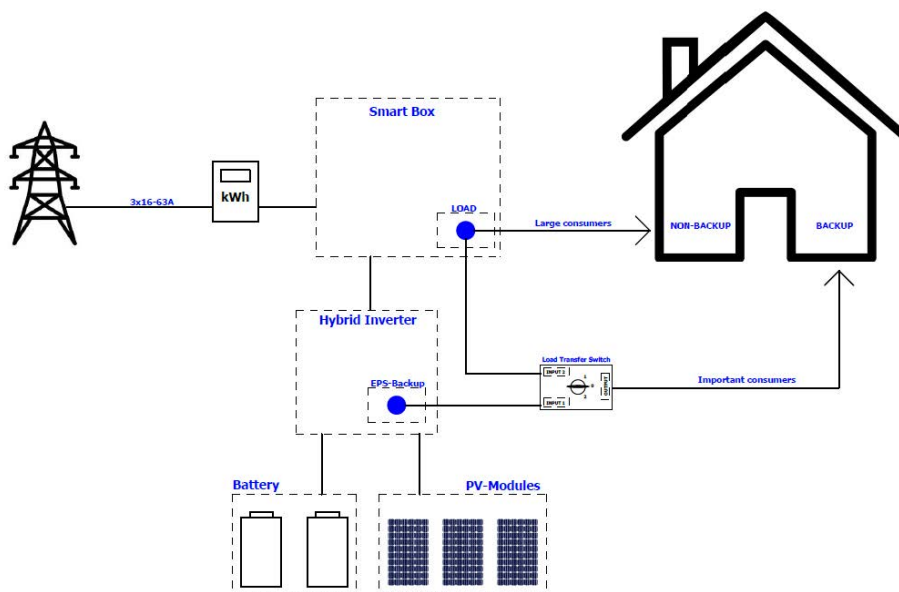 Smart Box
3x16-63A
kWh
LOAD
Large consumers
NON-BACKUP
BACKUP
Hybrid Inverter
Load Transfer Switch
INPUT 2
EPS-Backup
INPUT 1
OUTPUT
Important consumers
Battery
PV-Modules